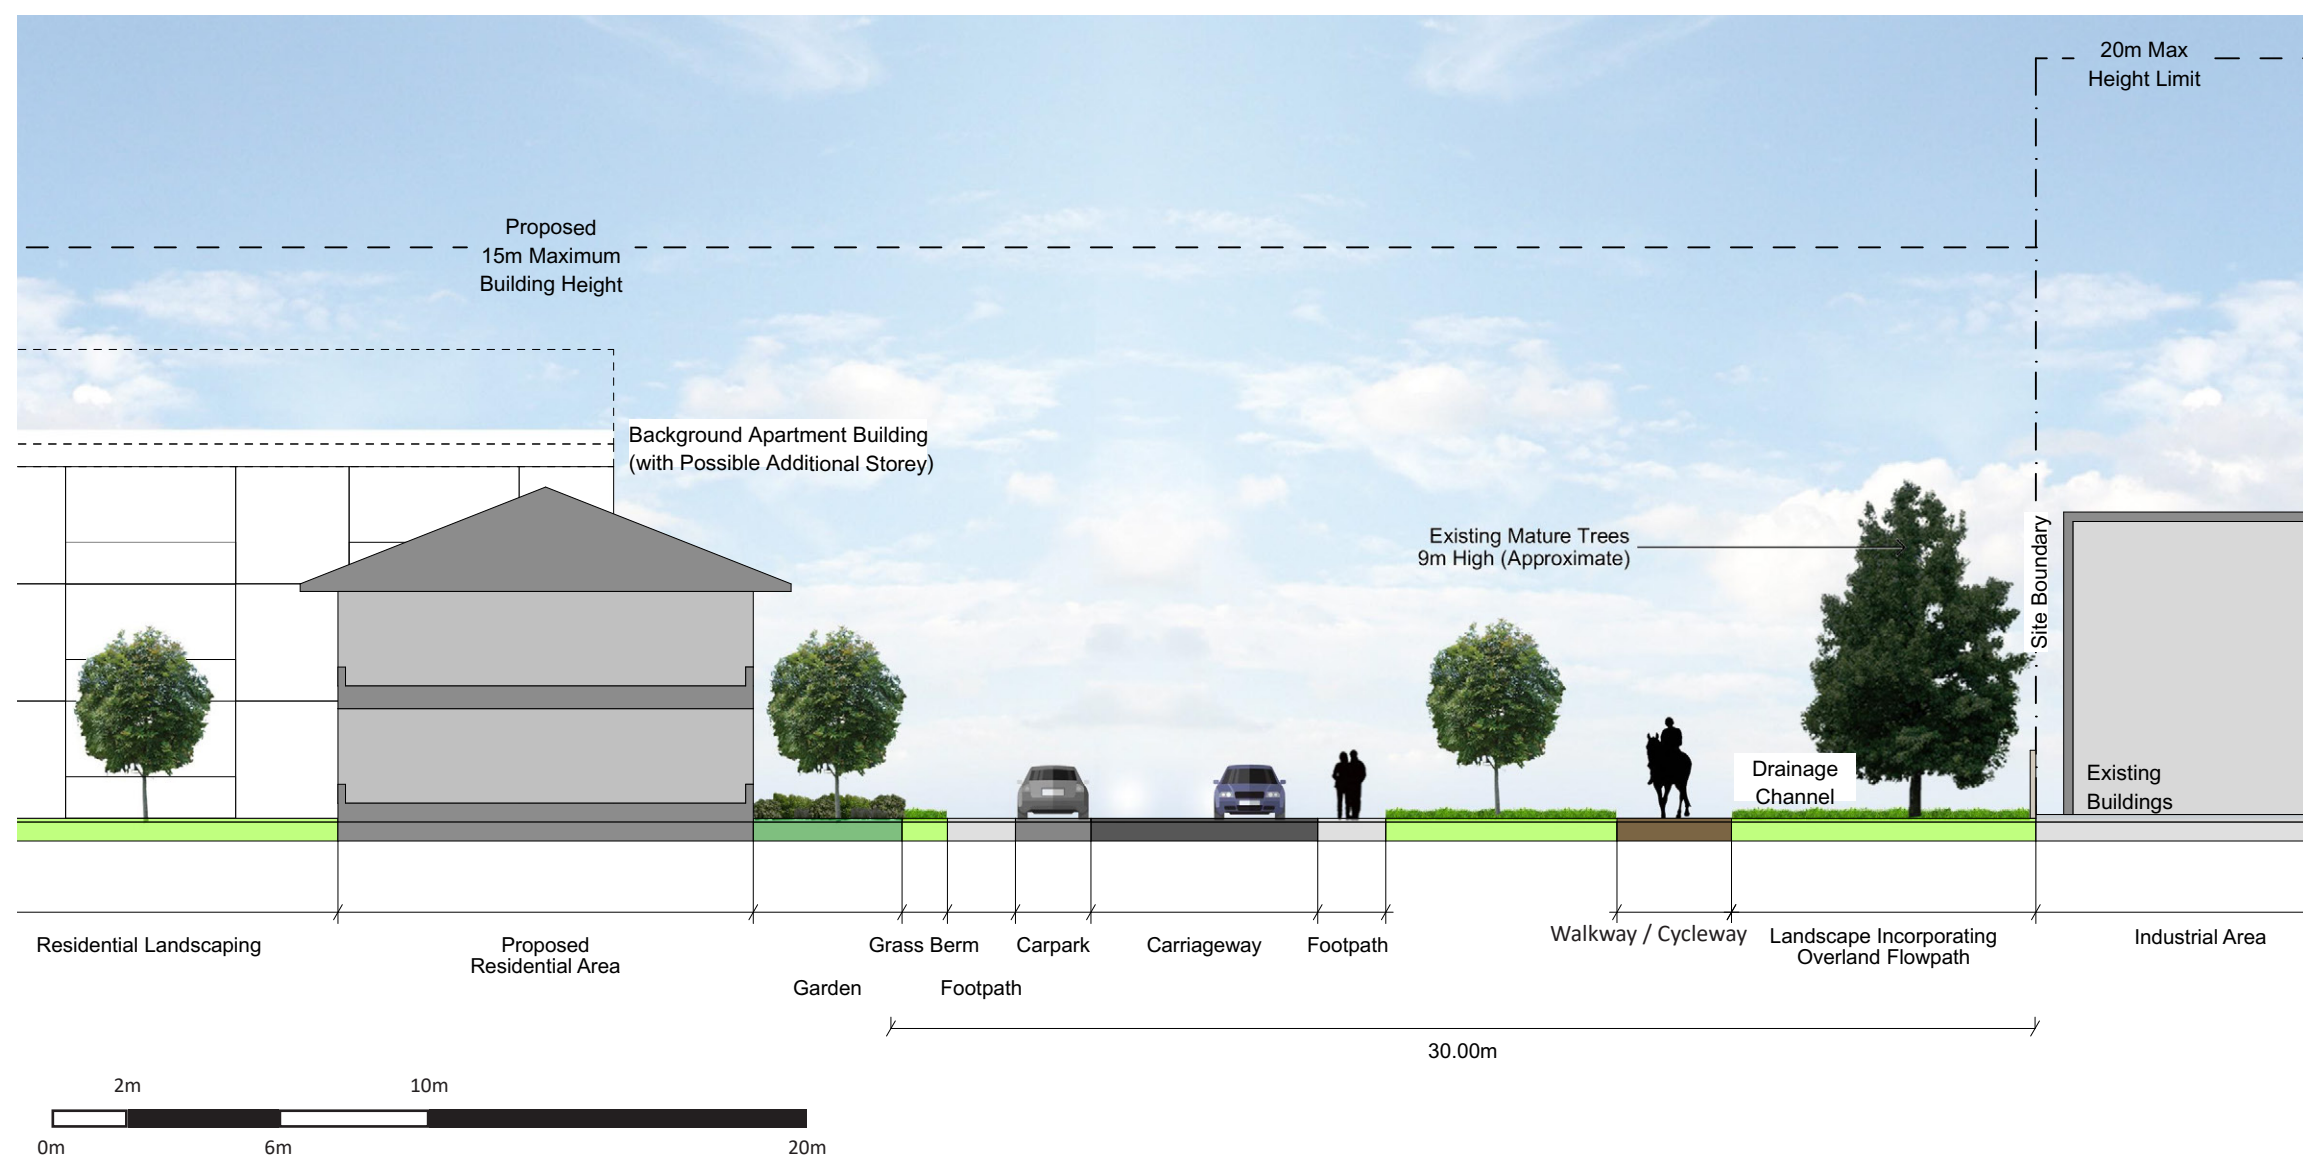 20m Max
Height Limit
Proposed
15m Maximum
Building Height
Background Apartment Building
(with Possible Additional Storey)
Existing Mature Trees
9m High (Approximate)
Site Boundary
Drainage
Channel
Existing
Buildings
Residential Landscaping
Proposed
Residential Area
Garden
Grass Berm
Footpath
Carpark
Carriageway
Footpath
Walkway / Cycleway
Landscape Incorporating
Overland Flowpath
Industrial Area
30.00m
2m
10m
0m
6m
20m